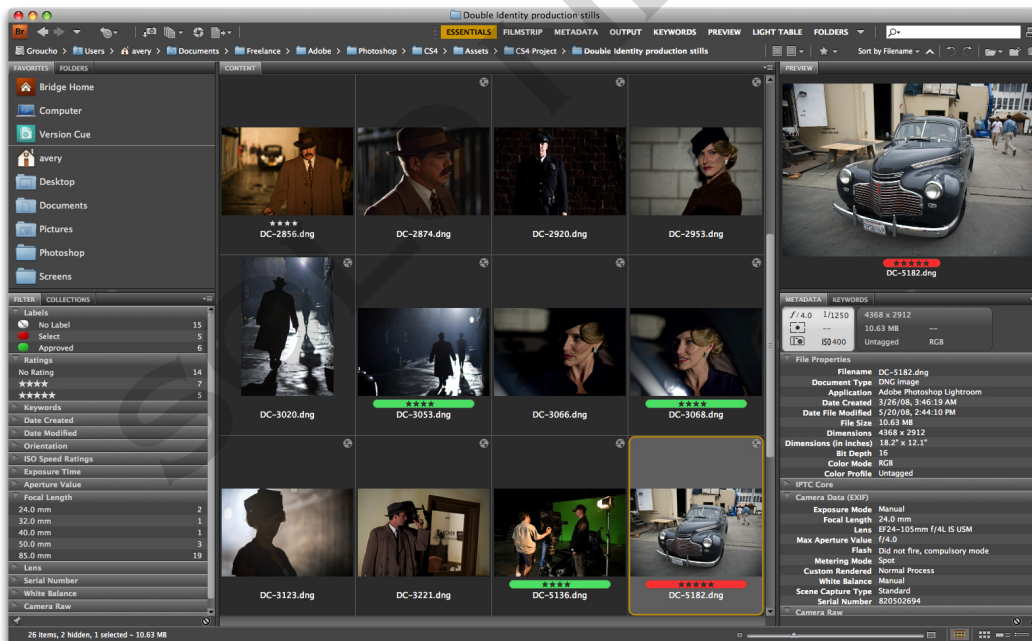 Double Identity production stills
Br
ESSENTIALS FILMSTRIP METADATA OUTPUT KEYWORDS PREVIEW LIGHT TABLE FOLDERS
Groucho > Users > avery > Documents > Freelance > Adobe > Photoshop > CS4 > Assets > CS4 Project > Double Identity production stills
Sort by Filename
FAVORITES FOLDERS
Bridge Home
Computer
Version Cue
avery
Desktop
Documents
Pictures
Photoshop
Screens
FILTER COLLECTIONS
Labels
No Label 15
Select 5
Approved 6
Ratings
No Rating 14
★★★★ 7
★★★★★ 5
Keywords
Date Created
Date Modified
Orientation
ISO Speed Ratings
Exposure Time
Aperture Value
Focal Length
24.0 mm 2
32.0 mm 1
40.0 mm 1
50.0 mm 3
85.0 mm 19
Lens
Serial Number
White Balance
Camera Raw
CONTENT
★★★★
DC-2856.dng DC-2874.dng DC-2920.dng DC-2953.dng
★★★★ ★★★★
DC-3020.dng DC-3053.dng DC-3066.dng DC-3068.dng
★★★★ ★★★★★
DC-3123.dng DC-3221.dng DC-5136.dng DC-5182.dng
PREVIEW
★★★★★
DC-5182.dng
METADATA KEYWORDS
f/4.0 1/1250
--
ISO400
4368 x 2912
10.63 MB --
Untagged RGB
File Properties
Filename DC-5182.dng
Document Type DNG image
Application Adobe Photoshop Lightroom
Date Created 3/26/08, 3:46:19 AM
Date File Modified 5/20/08, 2:44:10 PM
File Size 10.63 MB
Dimensions 4368 x 2912
Dimensions (in inches) 18.2" x 12.1"
Bit Depth 16
Color Mode RGB
Color Profile Untagged
IPTC Core
Camera Data (EXIF)
Exposure Mode Manual
Focal Length 24.0 mm
Lens EF24-105mm f/4L IS USM
Max Aperture Value f/4.0
Flash Did not fire, compulsory mode
Metering Mode Spot
Custom Rendered Normal Process
White Balance Manual
Scene Capture Type Standard
Serial Number 820502694
Camera Raw
26 items, 2 hidden, 1 selected - 10.63 MB